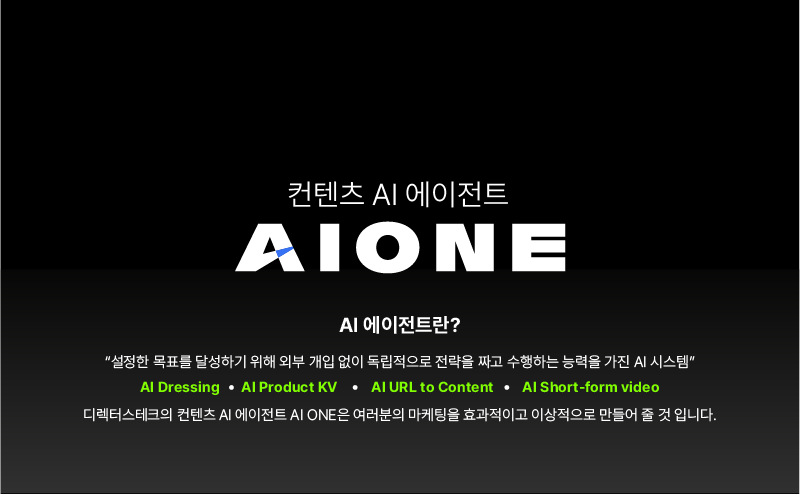 컨텐츠 AI 에이전트
AIONE
AI 에이전트란?
“설정한 목표를 달성하기 위해 외부 개입 없이 독립적으로 전략을 짜고 수행하는 능력을 가진 AI 시스템”
AI Dressing • AI Product KV • AI URL to Content • AI Short-form video
디렉터스테크의 컨텐츠 AI 에이전트 AI ONE은 여러분의 마케팅을 효과적이고 이상적으로 만들어 줄 것 입니다.